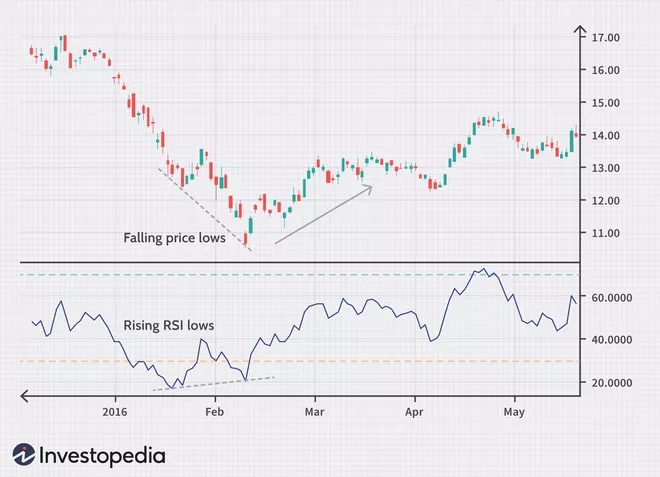 17.00
16.00
15.00
14.00
13.00
12.00
Falling price lows
11.00
60.0000
Rising RSI lows
40.0000
20.0000
2016 Feb Mar Apr May
Investopedia